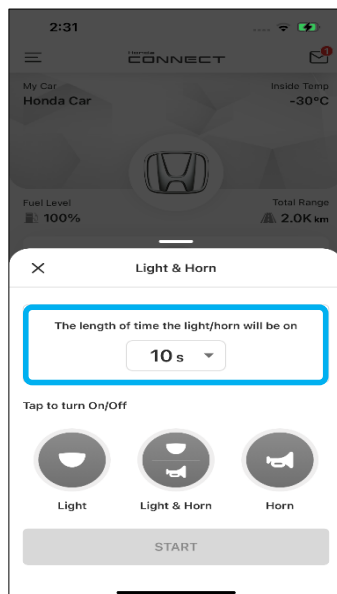 2:31
Honda
CONNECT
1
My Car
Inside Temp
Honda Car
-30°C
Fuel Level
Total Range
100%
2.0K km
Light & Horn
The length of time the light/horn will be on
10 s
Tap to turn On/Off
Light
Light & Horn
Horn
START